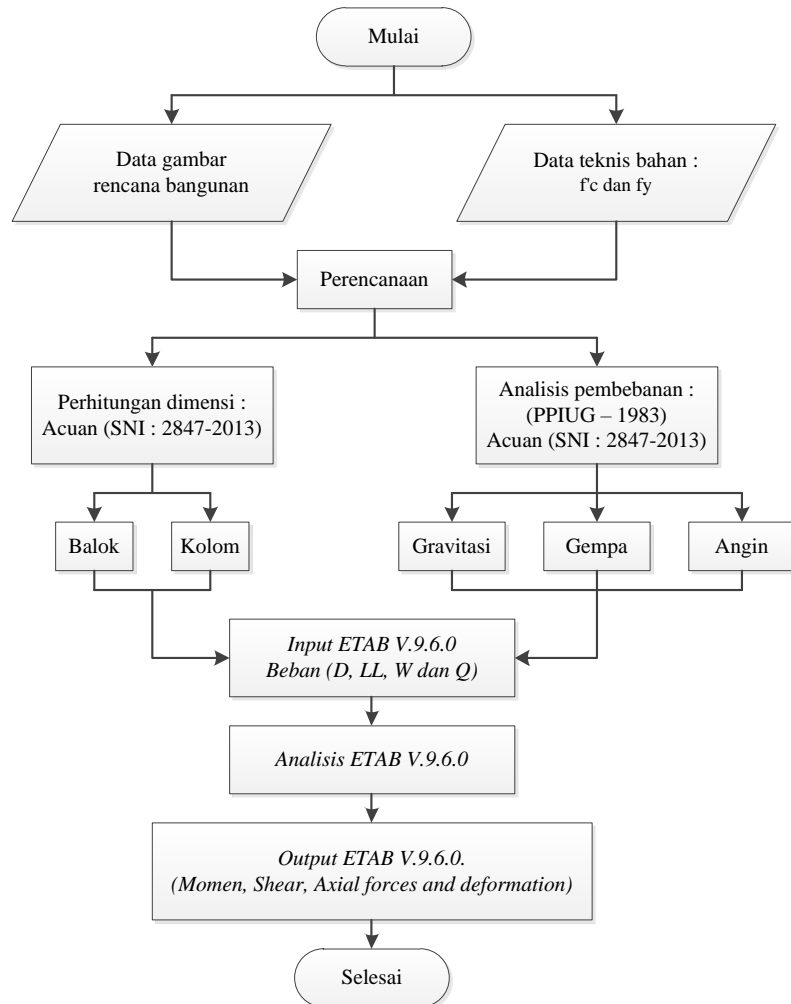 Mulai
Data gambar
rencana bangunan
Data teknis bahan :
f'c dan fy
Perencanaan
Perhitungan dimensi :
Acuan (SNI : 2847-2013)
Analisis pembebanan :
(PPIUG – 1983)
Acuan (SNI : 2847-2013)
Balok
Kolom
Gravitasi
Gempa
Angin
Input ETAB V.9.6.0
Beban (D, LL, W dan Q)
Analisis ETAB V.9.6.0
Output ETAB V.9.6.0.
(Momen, Shear, Axial forces and deformation)
Selesai